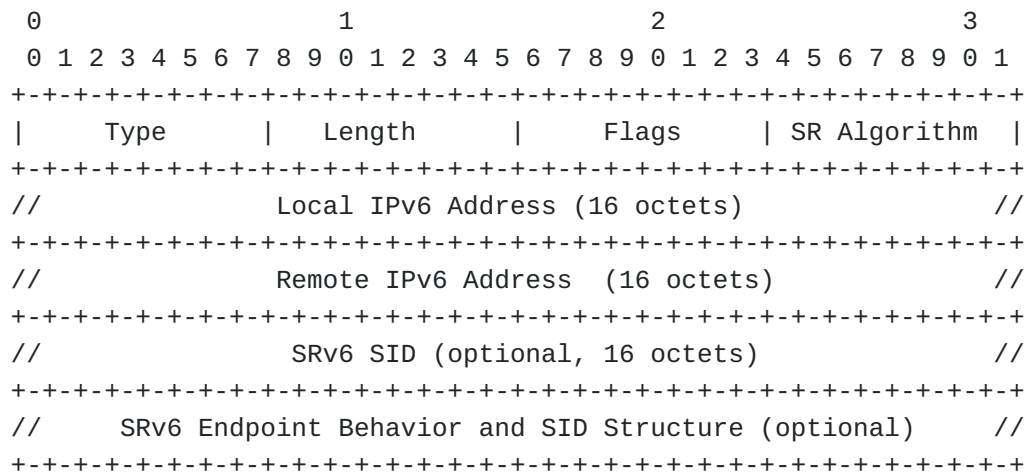 0                   1                   2                   3
 0 1 2 3 4 5 6 7 8 9 0 1 2 3 4 5 6 7 8 9 0 1 2 3 4 5 6 7 8 9 0 1
+-+-+-+-+-+-+-+-+-+-+-+-+-+-+-+-+-+-+-+-+-+-+-+-+-+-+-+-+-+-+-+-+
|     Type      |   Length      |     Flags     | SR Algorithm  |
+-+-+-+-+-+-+-+-+-+-+-+-+-+-+-+-+-+-+-+-+-+-+-+-+-+-+-+-+-+-+-+-+
//               Local IPv6 Address (16 octets)                //
+-+-+-+-+-+-+-+-+-+-+-+-+-+-+-+-+-+-+-+-+-+-+-+-+-+-+-+-+-+-+-+-+
//               Remote IPv6 Address  (16 octets)              //
+-+-+-+-+-+-+-+-+-+-+-+-+-+-+-+-+-+-+-+-+-+-+-+-+-+-+-+-+-+-+-+-+
//                SRv6 SID (optional, 16 octets)               //
+-+-+-+-+-+-+-+-+-+-+-+-+-+-+-+-+-+-+-+-+-+-+-+-+-+-+-+-+-+-+-+-+
//     SRv6 Endpoint Behavior and SID Structure (optional)     //
+-+-+-+-+-+-+-+-+-+-+-+-+-+-+-+-+-+-+-+-+-+-+-+-+-+-+-+-+-+-+-+-+